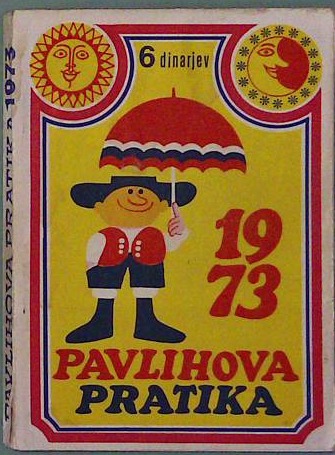 6 dinarjev
19
73
PAVLIHOVA
PRATIKA
PAVLIHOVA PRATIKA 1973